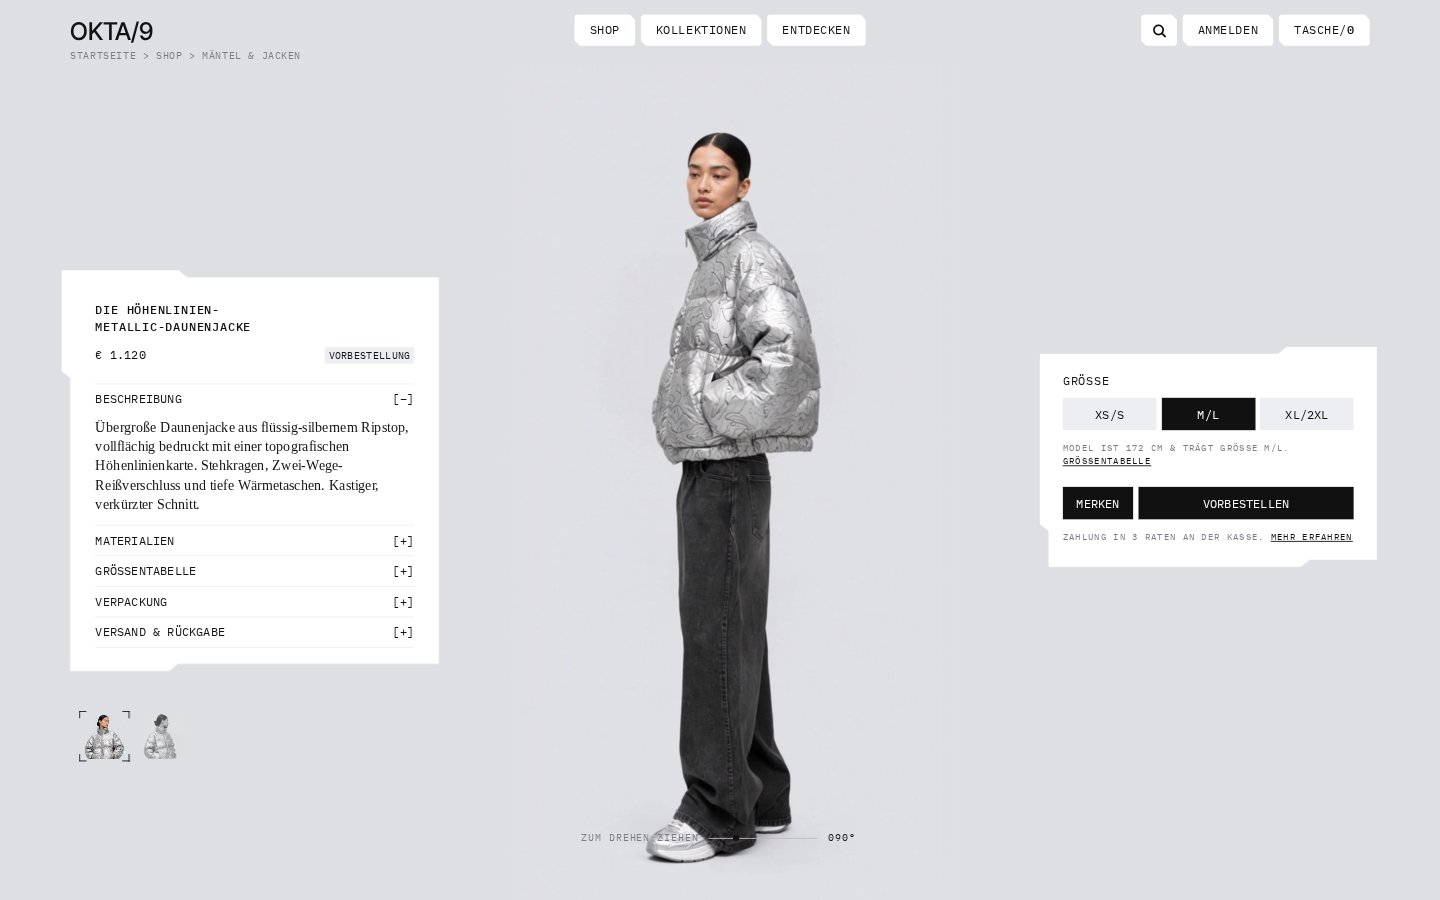 OKTA/9
STARTSEITE > SHOP > MÄNTEL & JACKEN
SHOP
KOLLEKTIONEN
ENTDECKEN
ANMELDEN
TASCHE/0
DIE HÖHENLINIEN-
METALLIC-DAUNENJACKE
€ 1.120
VORBESTELLUNG
BESCHREIBUNG [−]
Übergroße Daunenjacke aus flüssig-silbernem Ripstop,
vollflächig bedruckt mit einer topografischen
Höhenlinienkarte. Stehkragen, Zwei-Wege-
Reißverschluss und tiefe Wärmetaschen. Kastiger,
verkürzter Schnitt.
MATERIALIEN [+]
GRÖSSENTABELLE [+]
VERPACKUNG [+]
VERSAND & RÜCKGABE [+]
GRÖSSE
XS/S
M/L
XL/2XL
MODEL IST 172 CM & TRÄGT GRÖSSE M/L.
GRÖSSENTABELLE
MERKEN
VORBESTELLEN
ZAHLUNG IN 3 RATEN AN DER KASSE. MEHR ERFAHREN
ZUM DREHEN ZIEHEN
090°